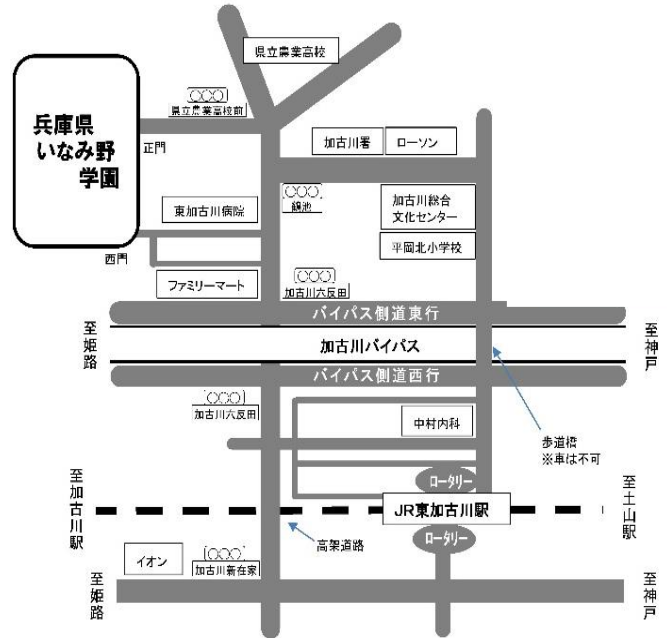 県立農業高校
○○○
県立農業高校前
兵庫県
いなみ野
学園
正門
加古川署
ローソン
○○○
鶴池
東加古川病院
加古川総合
文化センター
平岡北小学校
西門
ファミリーマート
○○○
加古川六反田
バイパス側道東行
至姫路
加古川バイパス
至神戸
バイパス側道西行
○○○
加古川六反田
中村内科
歩道橋
※車は不可
至加古川駅
ロータリー
JR東加古川駅
至土山駅
ロータリー
高架道路
イオン
○○○
加古川新在家
至姫路
至神戸